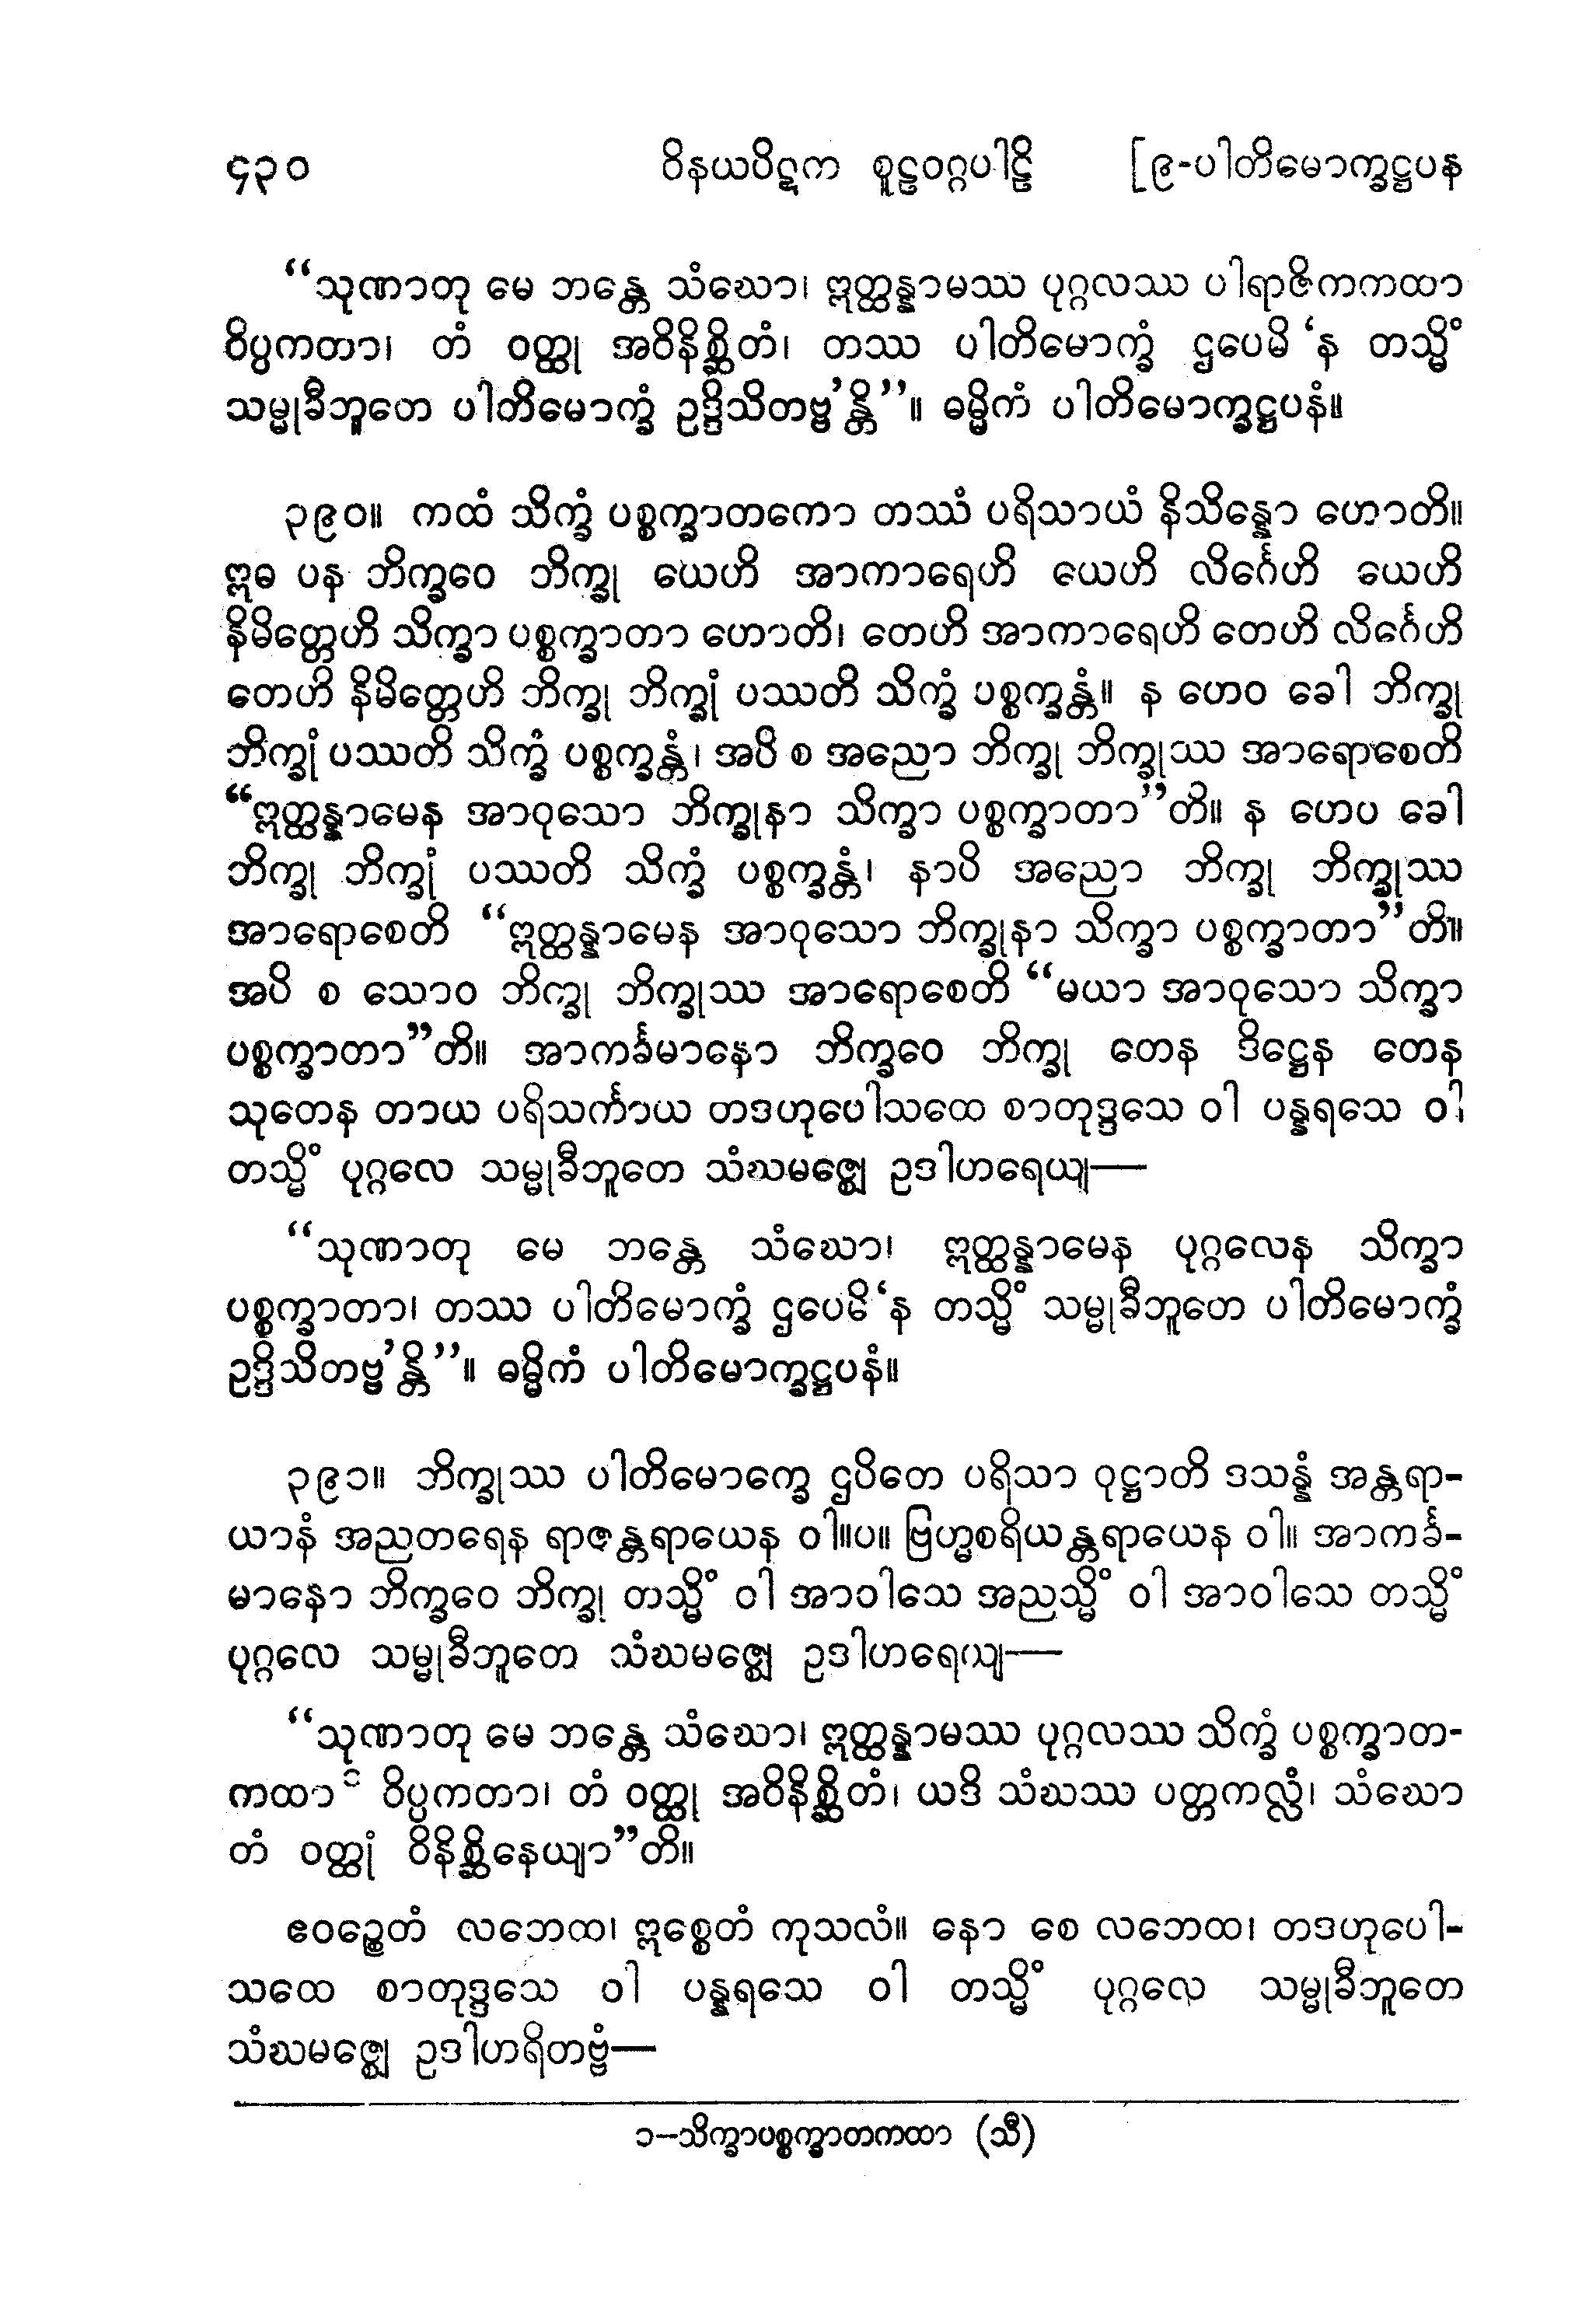 ၄၃၀ ဝိနယပိဋက စူဠဝဂ္ဂပါဠိ [၉-ပါတိမောက္ခဋ္ဌပန
“သုဏာတု မေ ဘန္တေ သံဃော၊ ဣတ္ထန္နာမဿ ပုဂ္ဂလဿ ပါရာဇိကကထာ
ဝိပ္ပကတာ၊ တံ ဝတ္ထု အဝိနိစ္ဆိတံ၊ တဿ ပါတိမောက္ခံ ဌပေမိ ‘န တသ္မိံ
သမ္မုခီဘူတေ ပါတိမောက္ခံ ဥဒ္ဒိသိတဗ္ဗ’န္တိ”။ ဓမ္မိကံ ပါတိမောက္ခဋ္ဌပနံ။
၃၉၀။ ကထံ သိက္ခံ ပစ္စက္ခာတကော တဿံ ပရိသာယံ နိသိန္နော ဟောတိ။
ဣဓ ပန ဘိက္ခဝေ ဘိက္ခု ယေဟိ အာကာရေဟိ ယေဟိ လိင်္ဂေဟိ ယေဟိ
နိမိတ္တေဟိ သိက္ခာ ပစ္စက္ခာတာ ဟောတိ၊ တေဟိ အာကာရေဟိ တေဟိ လိင်္ဂေဟိ
တေဟိ နိမိတ္တေဟိ ဘိက္ခု ဘိက္ခုံ ပဿတိ သိက္ခံ ပစ္စက္ခန္တံ။ န ဟေဝ ခေါ ဘိက္ခု
ဘိက္ခုံ ပဿတိ သိက္ခံ ပစ္စက္ခန္တံ၊ အပိ စ အညော ဘိက္ခု ဘိက္ခုဿ အာရောစေတိ
“ဣတ္ထန္နာမေန အာဝုသော ဘိက္ခုနာ သိက္ခာ ပစ္စက္ခာတာ”တိ။ န ဟေပ ခေါ
ဘိက္ခု ဘိက္ခုံ ပဿတိ သိက္ခံ ပစ္စက္ခန္တံ၊ နာပိ အညော ဘိက္ခု ဘိက္ခုဿ
အာရောစေတိ “ဣတ္ထန္နာမေန အာဝုသော ဘိက္ခုနာ သိက္ခာ ပစ္စက္ခာတာ”တိ။
အပိ စ သောဝ ဘိက္ခု ဘိက္ခုဿ အာရောစေတိ “မယာ အာဝုသော သိက္ခာ
ပစ္စက္ခာတာ”တိ။ အာကင်္ခမာနော ဘိက္ခဝေ ဘိက္ခု တေန ဒိဋ္ဌေန တေန
သုတေန တာယ ပရိသင်္ကာယ တဒဟုပေါသထေ စာတုဒ္ဒသေ ဝါ ပန္နရသေ ဝါ
တသ္မိံ ပုဂ္ဂလေ သမ္မုခီဘူတေ သံဃမဇ္ဈေ ဥဒါဟရေယျ—
“သုဏာတု မေ ဘန္တေ သံဃော၊ ဣတ္ထန္နာမေန ပုဂ္ဂလေန သိက္ခာ
ပစ္စက္ခာတာ၊ တဿ ပါတိမောက္ခံ ဌပေမိ‘န တသ္မိံ သမ္မုခီဘူတေ ပါတိမောက္ခံ
ဥဒ္ဒိသိတဗ္ဗ’န္တိ”။ ဓမ္မိကံ ပါတိမောက္ခဋ္ဌပနံ။
၃၉၁။ ဘိက္ခုဿ ပါတိမောက္ခေ ဌပိတေ ပရိသာ ဝုဋ္ဌာတိ ဒသန္နံ အန္တရာ-
ယာနံ အညတရေန ရာဇန္တရာယေန ဝါ။ပ။ ဗြဟ္မစရိယန္တရာယေန ဝါ။ အာကင်္ခ-
မာနော ဘိက္ခဝေ ဘိက္ခု တသ္မိံ ဝါ အာဝါသေ အညသ္မိံ ဝါ အာဝါသေ တသ္မိံ
ပုဂ္ဂလေ သမ္မုခီဘူတေ သံဃမဇ္ဈေ ဥဒါဟရေယျ—
“သုဏာတု မေ ဘန္တေ သံဃော၊ ဣတ္ထန္နာမဿ ပုဂ္ဂလဿ သိက္ခံ ပစ္စက္ခာတ-
ကထာ ၁ ဝိပ္ပကတာ၊ တံ ဝတ္ထု အဝိနိစ္ဆိတံ၊ ယဒိ သံဃဿ ပတ္တကလ္လံ၊ သံဃော
တံ ဝတ္ထုံ ဝိနိစ္ဆိနေယျာ”တိ။
ဧဝဉ္စေတံ လဘေထ၊ ဣစ္စေတံ ကုသလံ။ နော စေ လဘေထ၊ တဒဟုပေါ-
သထေ စာတုဒ္ဒသေ ဝါ ပန္နရသေ ဝါ တသ္မိံ ပုဂ္ဂလေ သမ္မုခီဘူတေ
သံဃမဇ္ဈေ ဥဒါဟရိတဗ္ဗံ—
၁—သိက္ခာပစ္စက္ခာတကထာ (သီ)